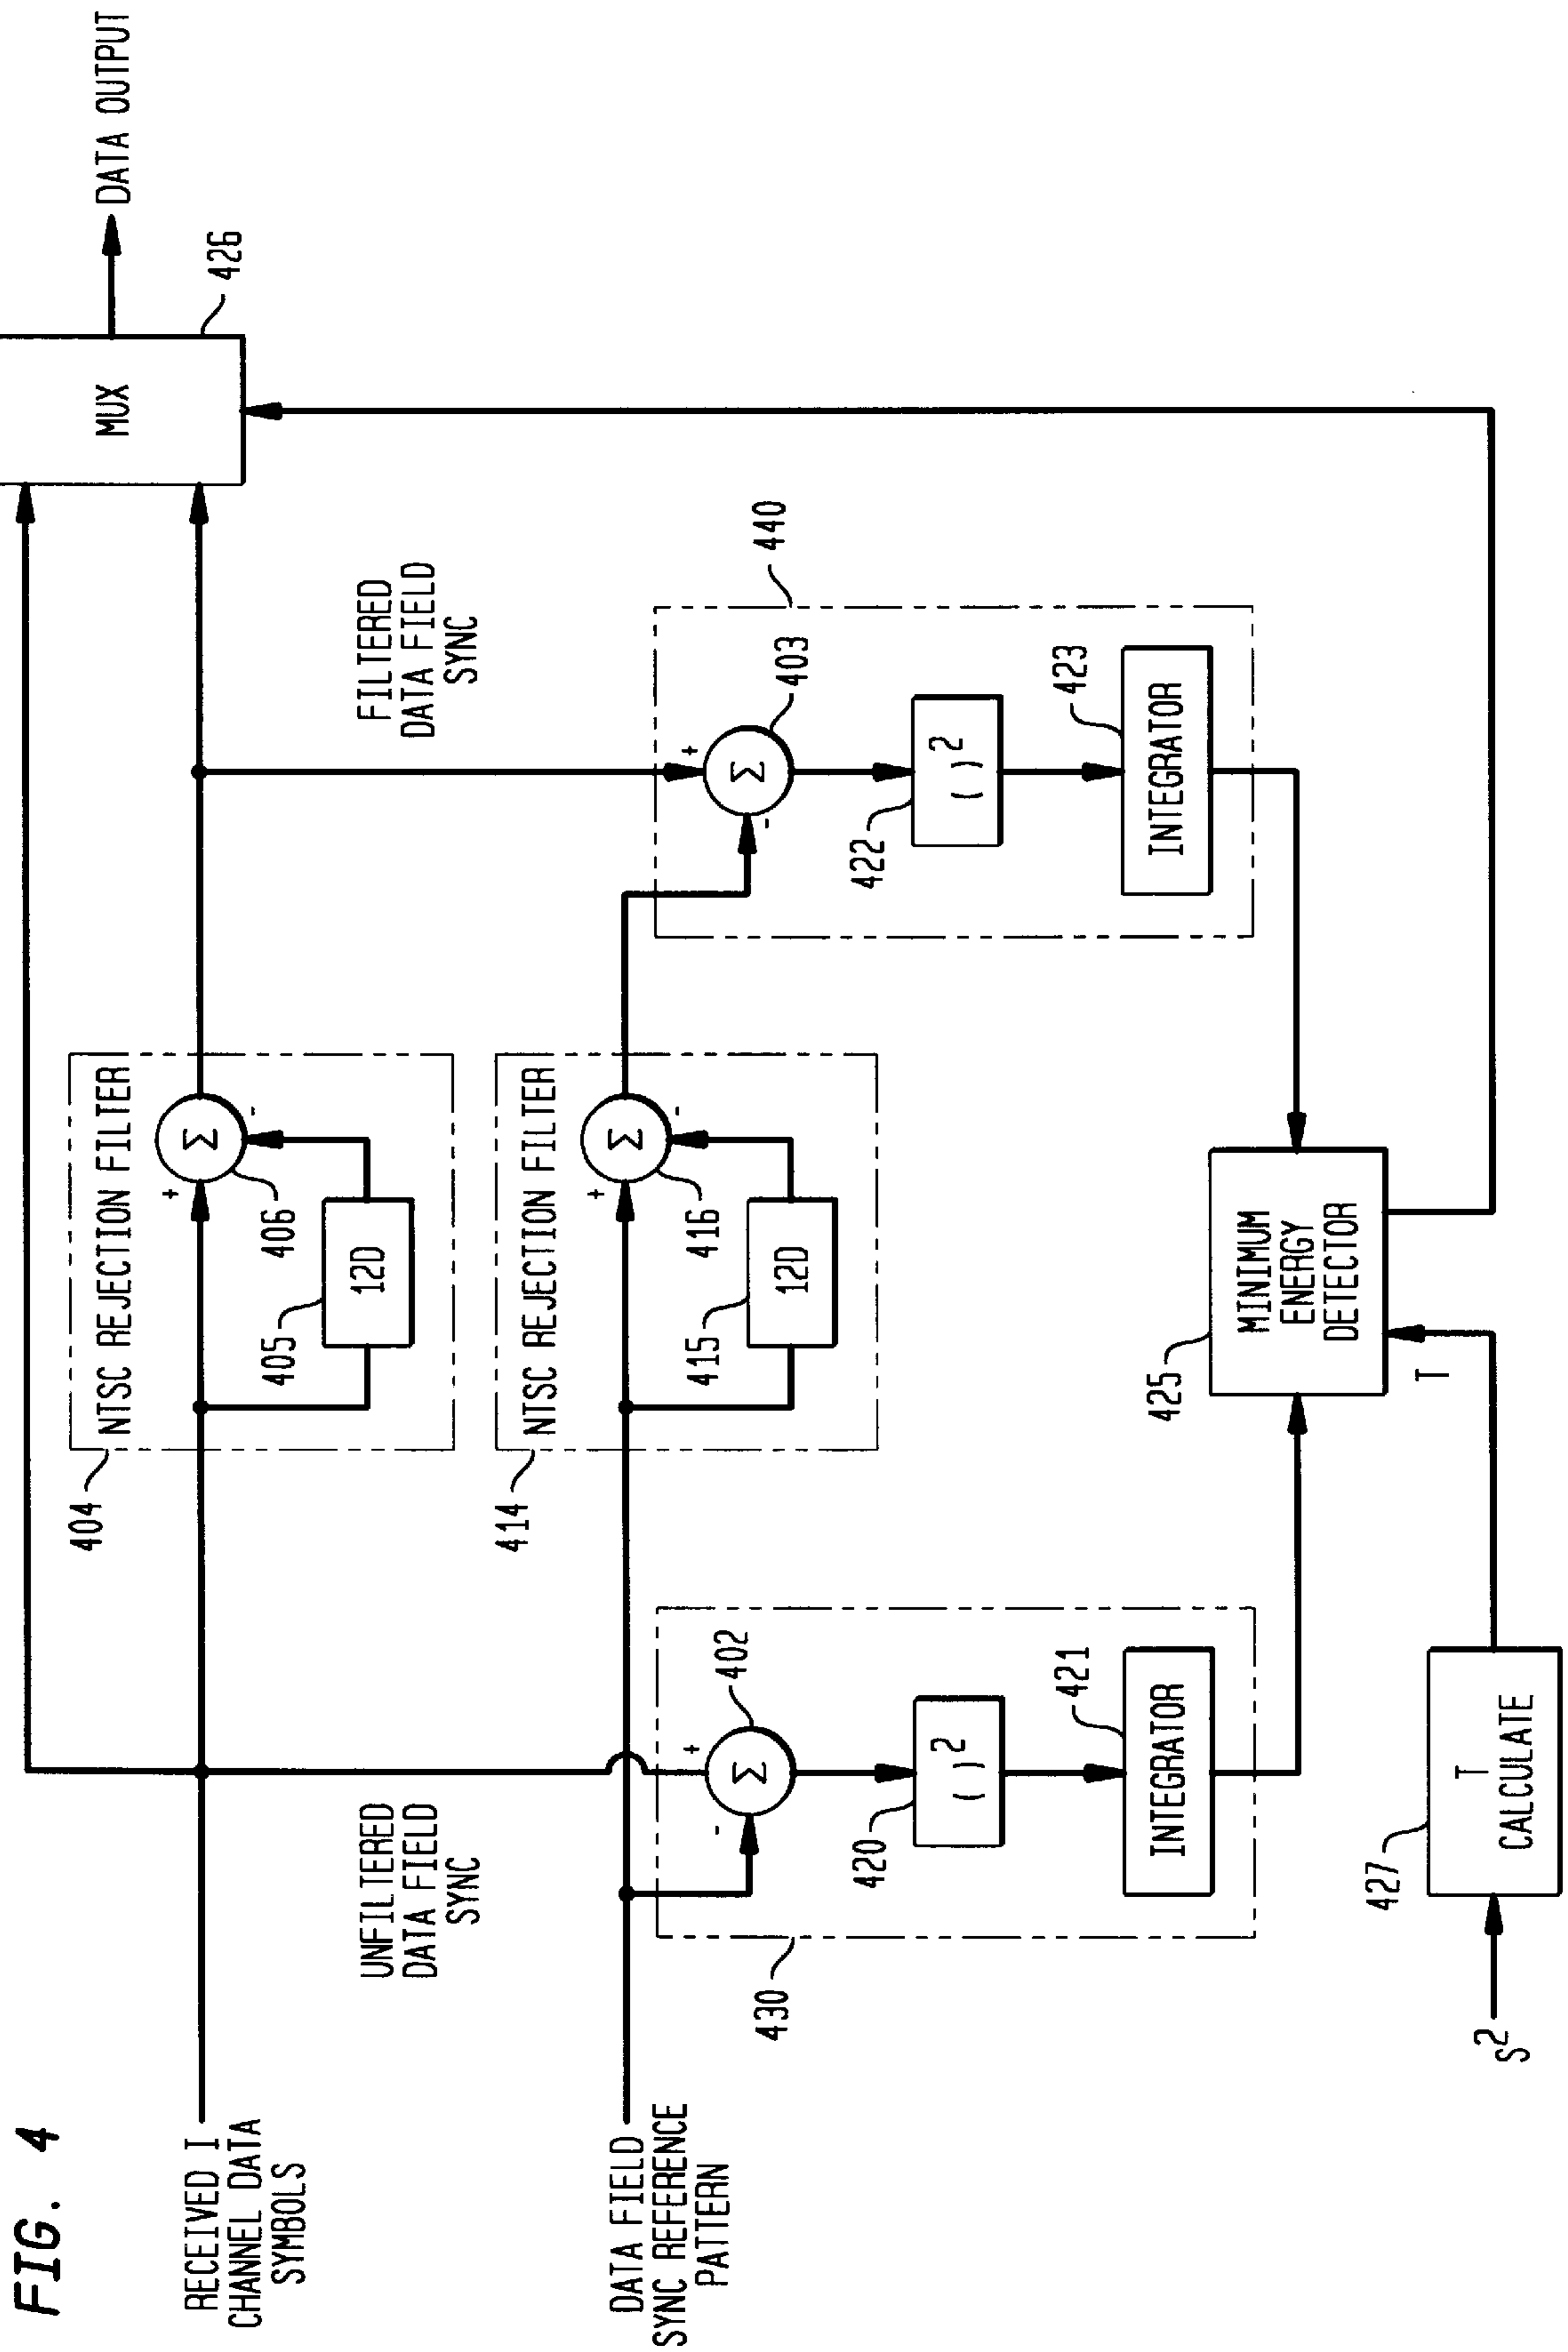 FIG. 4
RECEIVED I
CHANNEL DATA
SYMBOLS
DATA FIELD
SYNC REFERENCE
PATTERN
UNFILTERED
DATA FIELD
SYNC
404
NTSC REJECTION FILTER
+
Σ
-
406
405
12D
414
NTSC REJECTION FILTER
+
Σ
-
416
415
12D
FILTERED
DATA FIELD
SYNC
MUX
426
DATA OUTPUT
430
402
+
-
Σ
420
( )2
421
INTEGRATOR
440
403
+
-
Σ
422
( )2
423
INTEGRATOR
425
MINIMUM
ENERGY
DETECTOR
T
427
T
CALCULATE
S2